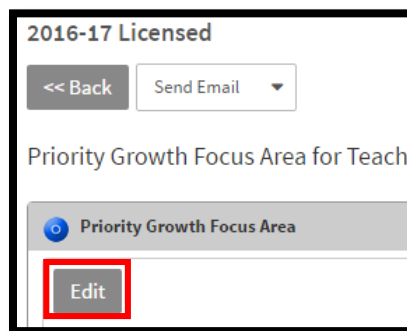 2016-17 Licensed
<< Back Send Email
Priority Growth Focus Area for Teach
Priority Growth Focus Area
Edit